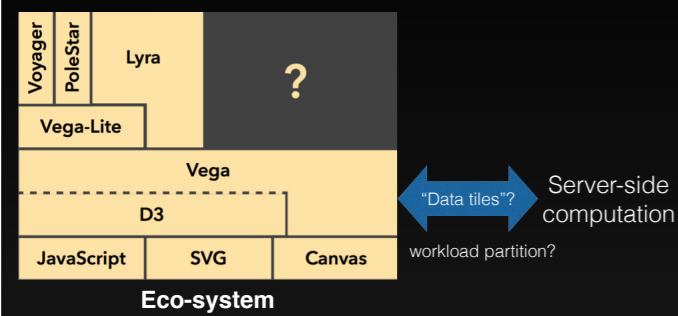 Voyager
PoleStar
Lyra
?
Vega-Lite
Vega
D3
JavaScript
SVG
Canvas
Eco-system
“Data tiles”?
workload partition?
Server-side
computation